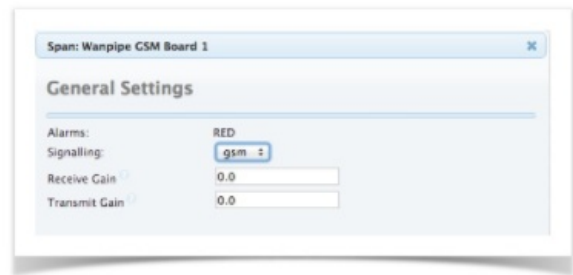 Span: Wanpipe GSM Board 1
General Settings
Alarms: RED
Signalling: gsm
Receive Gain 0.0
Transmit Gain 0.0